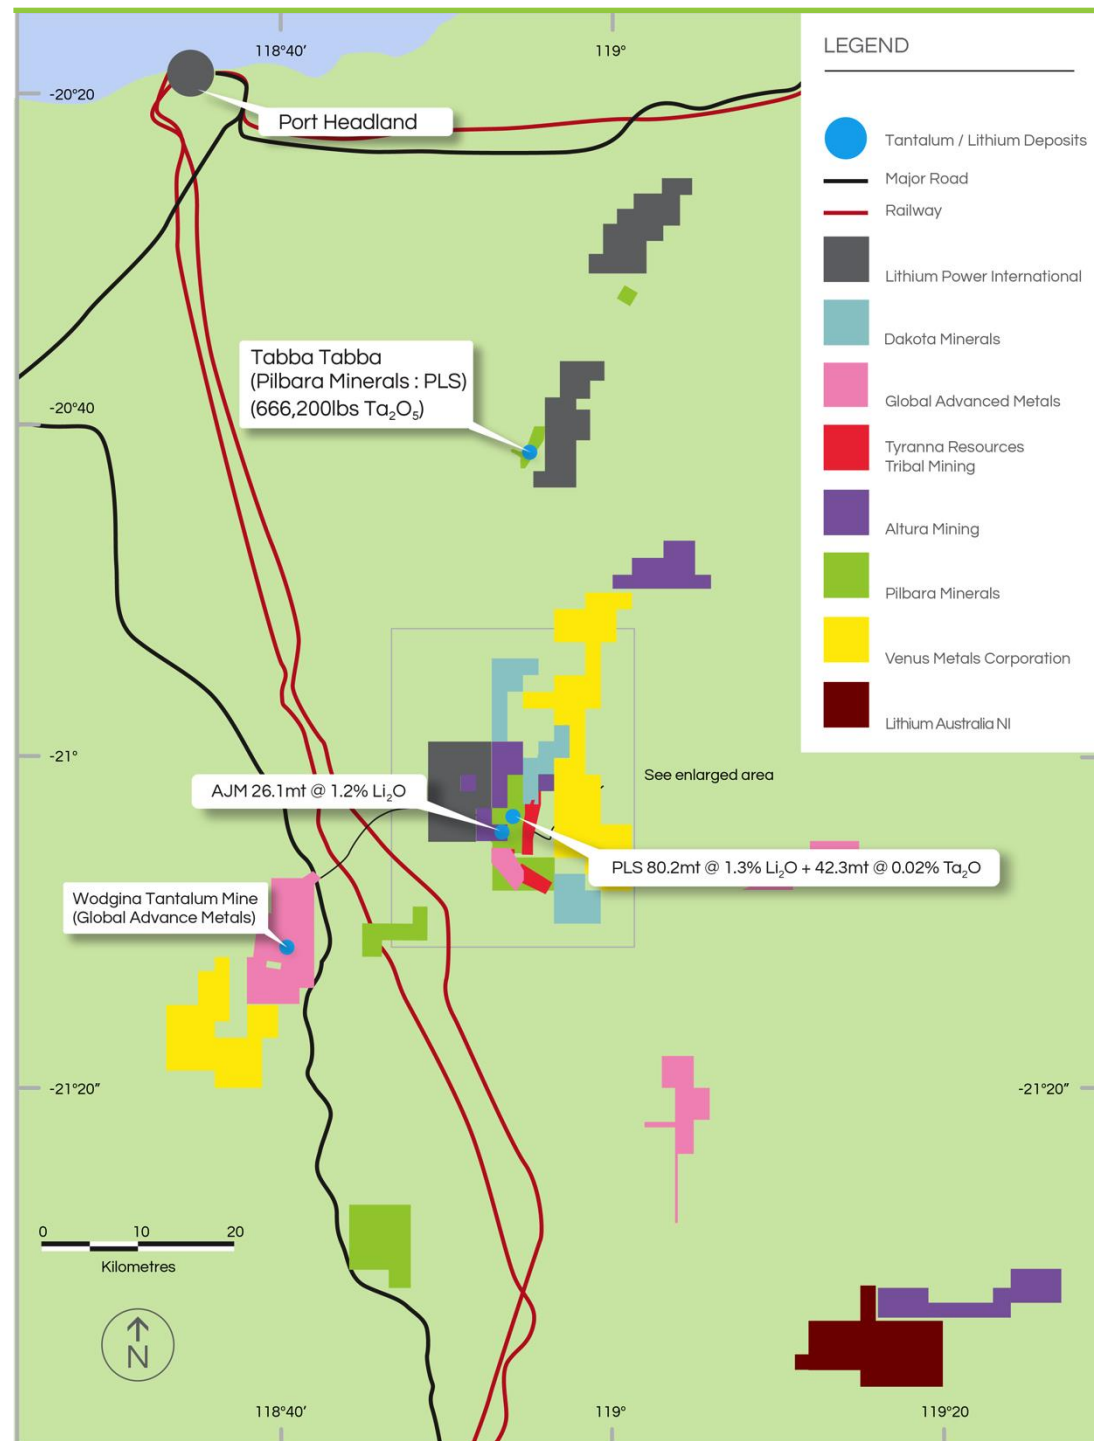 118°40'
119°
LEGEND
-20°20
Port Headland
Tantalum / Lithium Deposits
Major Road
Railway
Lithium Power International
Dakota Minerals
Tabba Tabba
(Pilbara Minerals : PLS)
(666,200lbs Ta₂O₅)
-20°40
Global Advanced Metals
Tyranna Resources
Tribal Mining
Altura Mining
Pilbara Minerals
Venus Metals Corporation
Lithium Australia NI
-21°
See enlarged area
AJM 26.1mt @ 1.2% Li₂O
PLS 80.2mt @ 1.3% Li₂O + 42.3mt @ 0.02% Ta₂O
Wodgina Tantalum Mine
(Global Advance Metals)
-21°20"
-21°20"
0 10 20
Kilometres
N
118°40'
119°
119°20